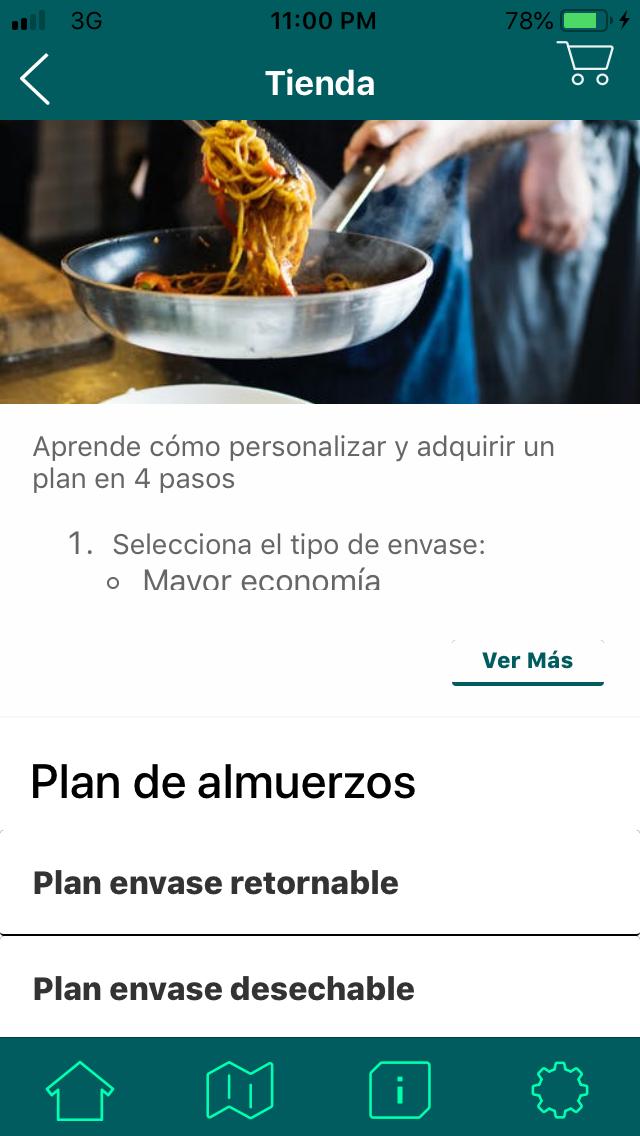 3G 11:00 PM 78%
Tienda
Aprende cómo personalizar y adquirir un
plan en 4 pasos
1. Selecciona el tipo de envase:
Mayor economía
Ver Más
Plan de almuerzos
Plan envase retornable
Plan envase desechable